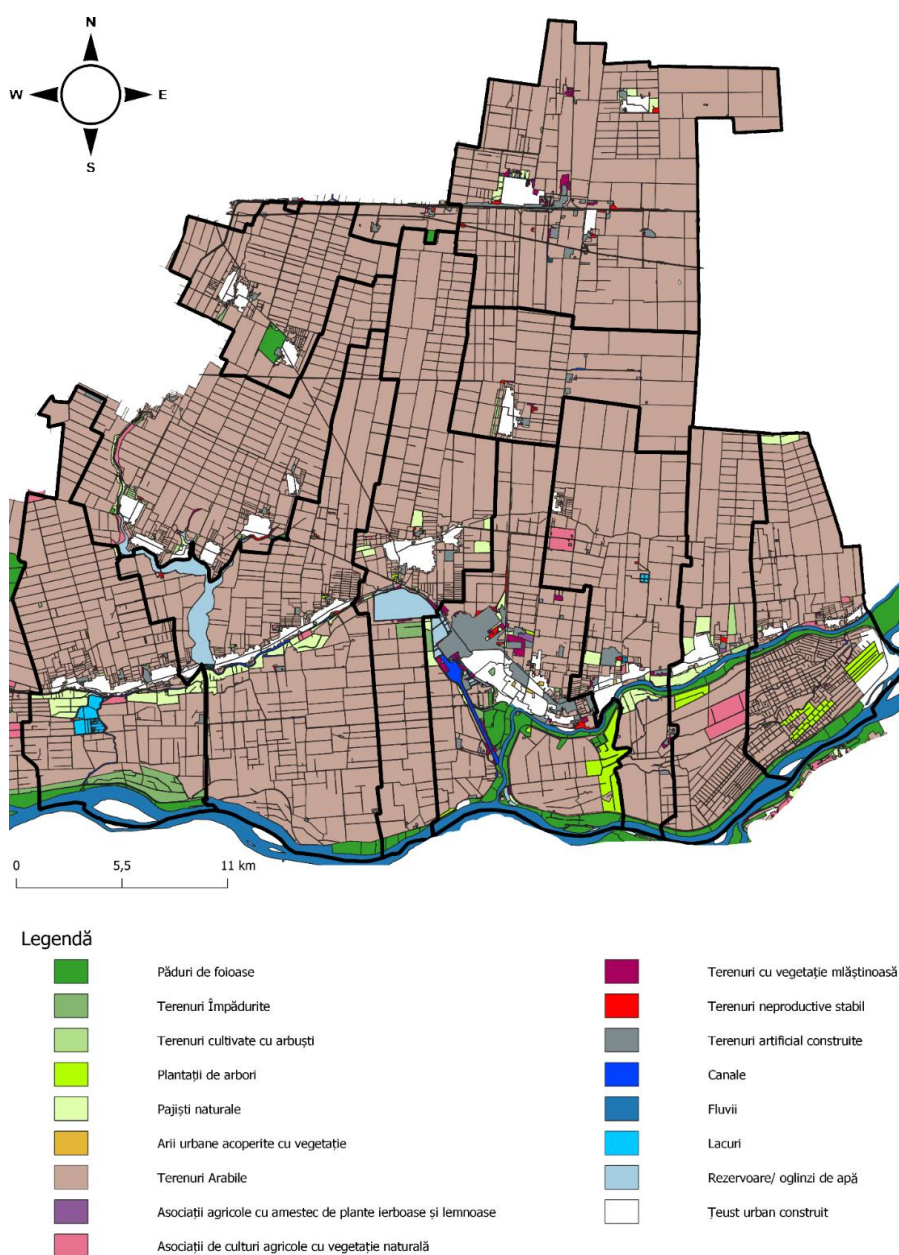 N
W
E
S
0
5,5
11 km
Legendă
Păduri de foioase
Terenuri Împădurite
Terenuri cultivate cu arbuști
Plantații de arbori
Pajiști naturale
Arii urbane acoperite cu vegetație
Terenuri Arabile
Asociații agricole cu amestec de plante ierboase și lemnoase
Asociații de culturi agricole cu vegetație naturală
Terenuri cu vegetație mlăștinoasă
Terenuri neproductive stabil
Terenuri artificial construite
Canale
Fluvii
Lacuri
Rezervoare/ oglinzi de apă
Țeust urban construit